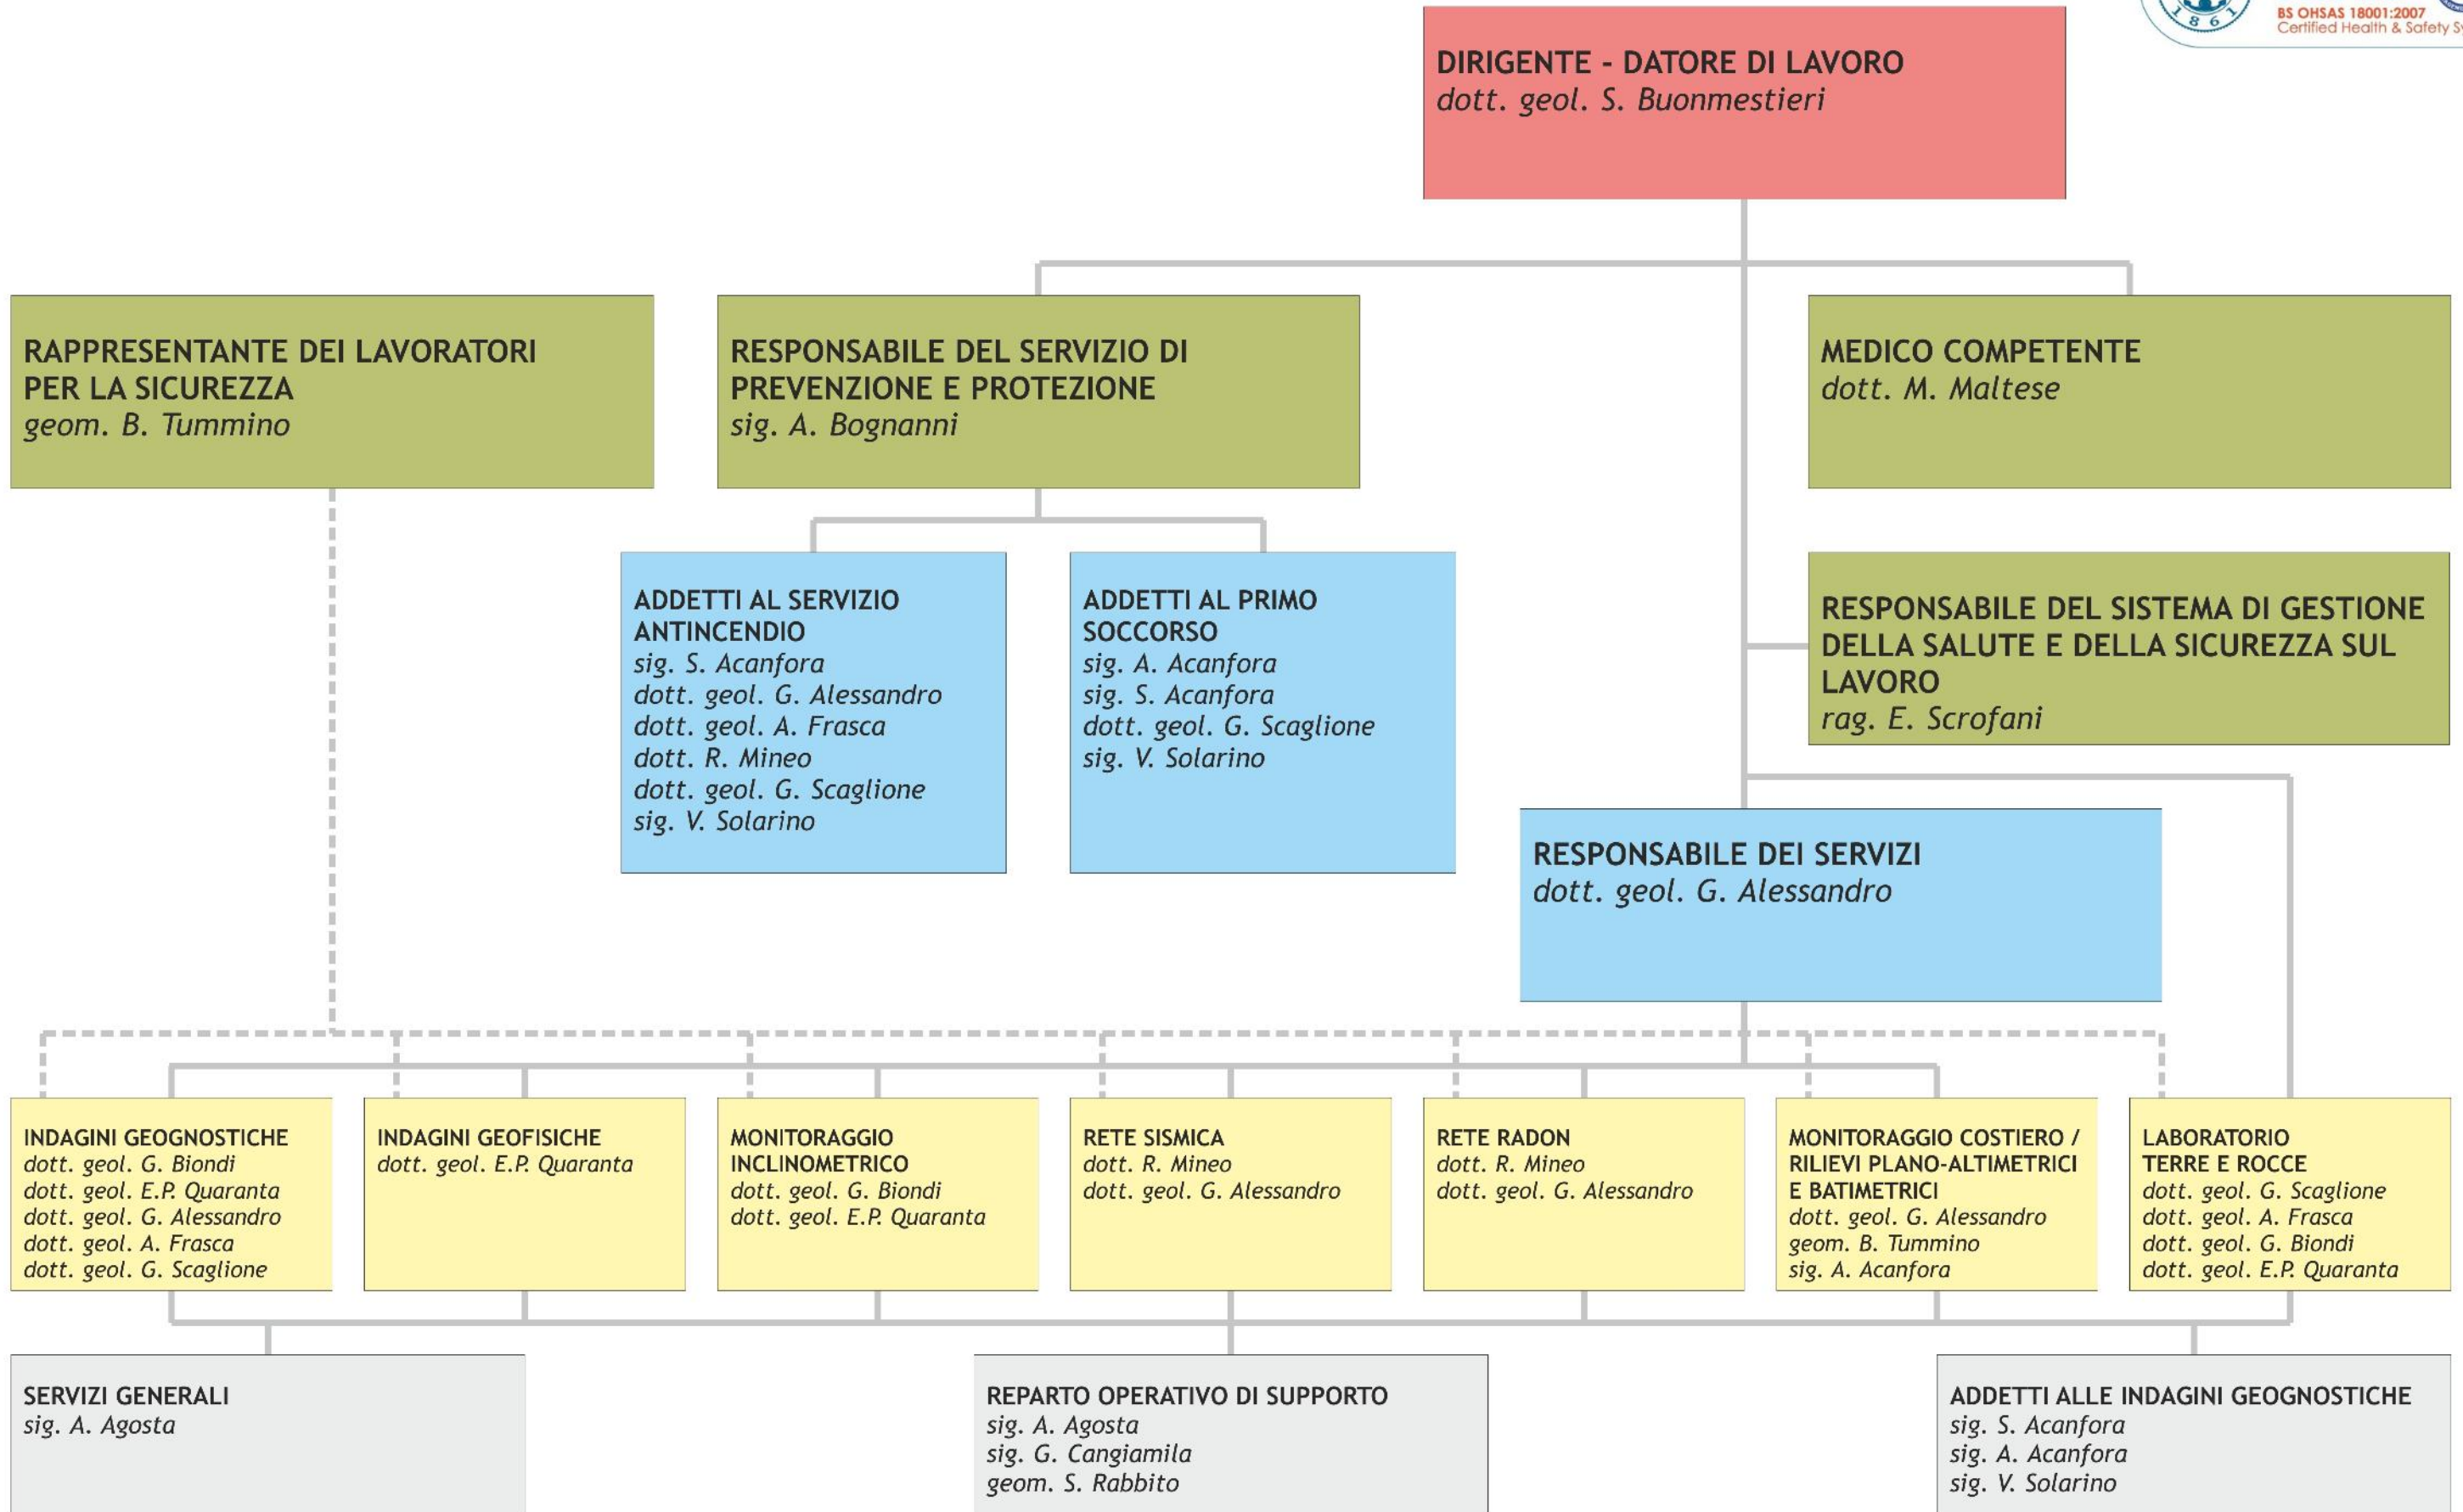 1861
BS OHSAS 18001:2007
Certified Health & Safety
DIRIGENTE - DATORE DI LAVORO
dott. geol. S. Buonmestieri
RAPPRESENTANTE DEI LAVORATORI
PER LA SICUREZZA
geom. B. Tummino
RESPONSABILE DEL SERVIZIO DI
PREVENZIONE E PROTEZIONE
sig. A. Bognanni
MEDICO COMPETENTE
dott. M. Maltese
ADDETTI AL SERVIZIO
ANTINCENDIO
sig. S. Acanfora
dott. geol. G. Alessandro
dott. geol. A. Frasca
dott. R. Mineo
dott. geol. G. Scaglione
sig. V. Solarino
ADDETTI AL PRIMO
SOCCORSO
sig. A. Acanfora
sig. S. Acanfora
dott. geol. G. Scaglione
sig. V. Solarino
RESPONSABILE DEL SISTEMA DI GESTIONE
DELLA SALUTE E DELLA SICUREZZA SUL
LAVORO
rag. E. Scrofani
RESPONSABILE DEI SERVIZI
dott. geol. G. Alessandro
INDAGINI GEOGNOSTICHE
dott. geol. G. Biondi
dott. geol. E.P. Quaranta
dott. geol. G. Alessandro
dott. geol. A. Frasca
dott. geol. G. Scaglione
INDAGINI GEOFISICHE
dott. geol. E.P. Quaranta
MONITORAGGIO
INCLINOMETRICO
dott. geol. G. Biondi
dott. geol. E.P. Quaranta
RETE SISMICA
dott. R. Mineo
dott. geol. G. Alessandro
RETE RADON
dott. R. Mineo
dott. geol. G. Alessandro
MONITORAGGIO COSTIERO /
RILIEVI PLANO-ALTIMETRICI
E BATIMETRICI
dott. geol. G. Alessandro
geom. B. Tummino
sig. A. Acanfora
LABORATORIO
TERRE E ROCCE
dott. geol. G. Scaglione
dott. geol. A. Frasca
dott. geol. G. Biondi
dott. geol. E.P. Quaranta
SERVIZI GENERALI
sig. A. Agosta
REPARTO OPERATIVO DI SUPPORTO
sig. A. Agosta
sig. G. Cangiamila
geom. S. Rabbito
ADDETTI ALLE INDAGINI GEOGNOSTICHE
sig. S. Acanfora
sig. A. Acanfora
sig. V. Solarino